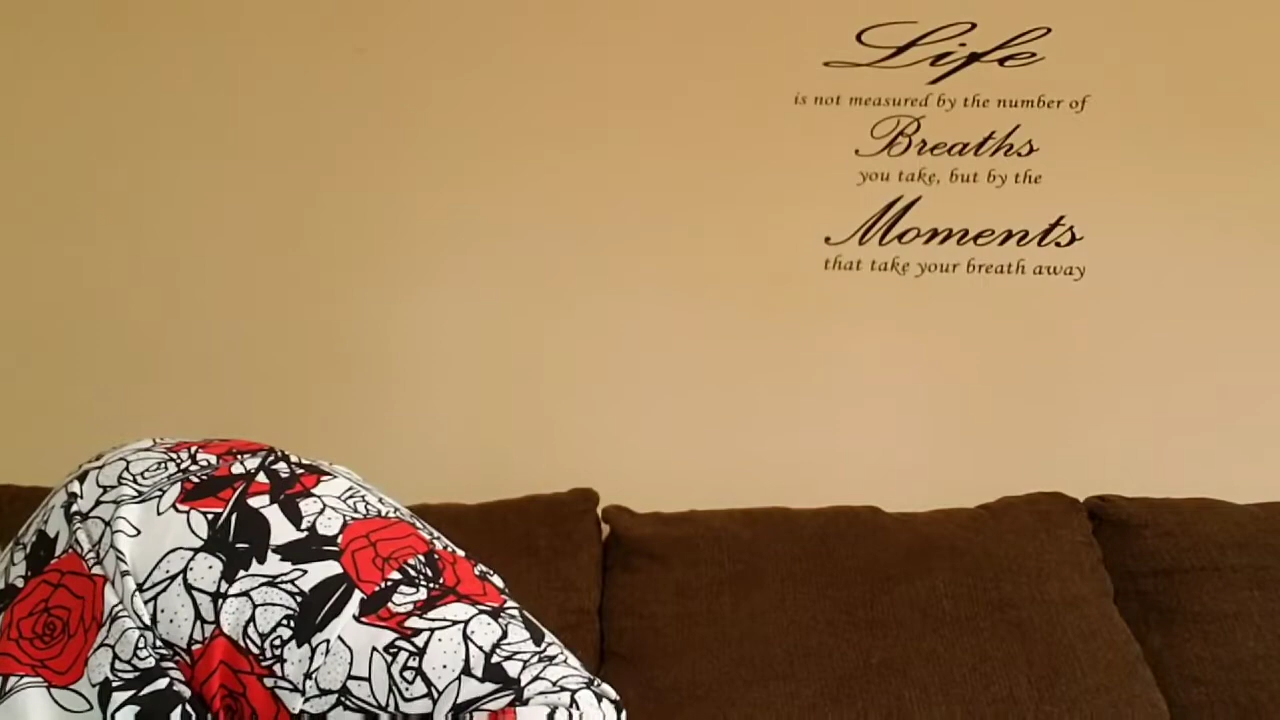 Life
is not measured by the number of
Breaths
you take, but by the
Moments
that take your breath away